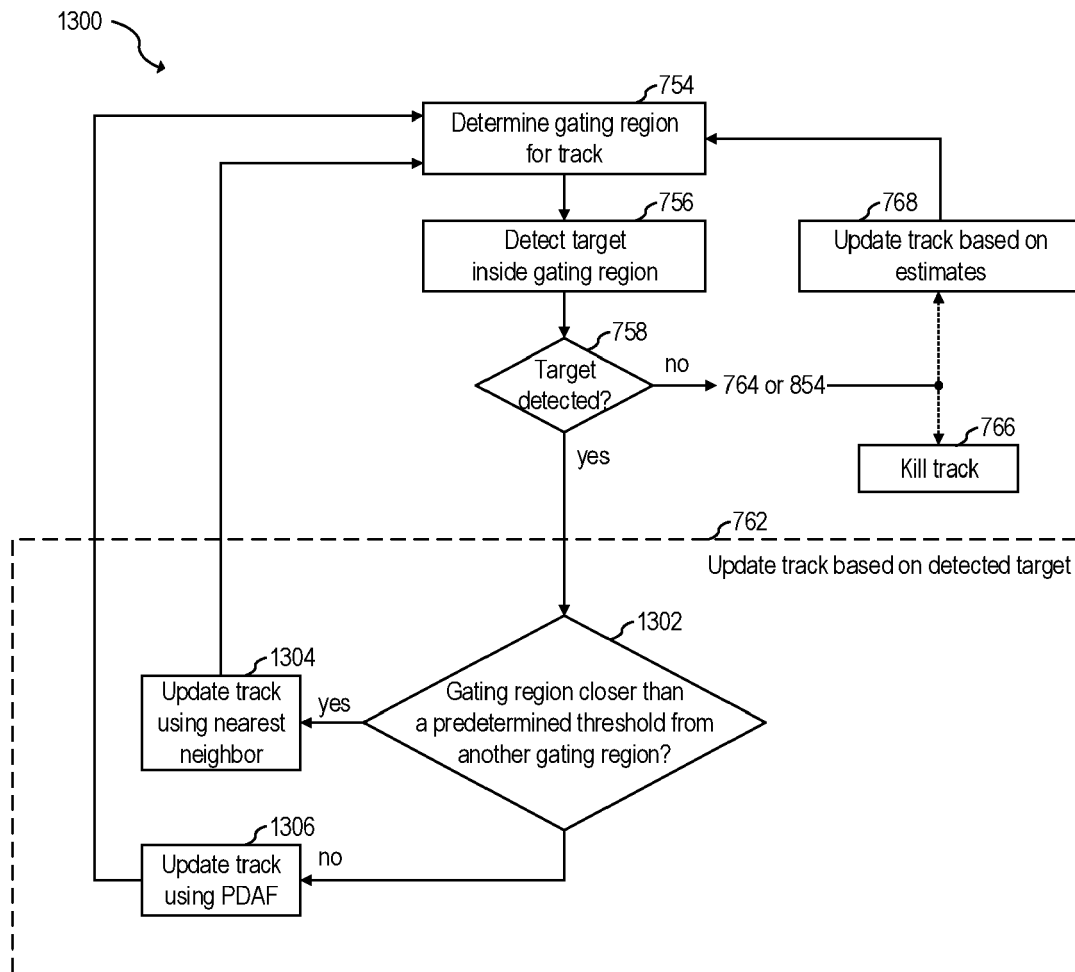 1300
754
Determine gating region
for track
756
Detect target
inside gating region
768
Update track based on
estimates
758
Target
detected?
no
764 or 854
766
Kill track
yes
762
Update track based on detected target
1302
Gating region closer than
a predetermined threshold from
another gating region?
1304
Update track
using nearest
neighbor
yes
1306
Update track
using PDAF
no